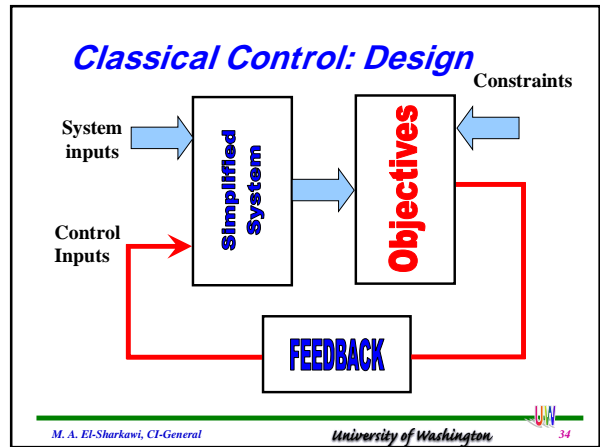 Classical Control: Design
Constraints
System
inputs
Simplified
System
Objectives
Control
Inputs
FEEDBACK
UW
M. A. El-Sharkawi, CI-General
University of Washington
34